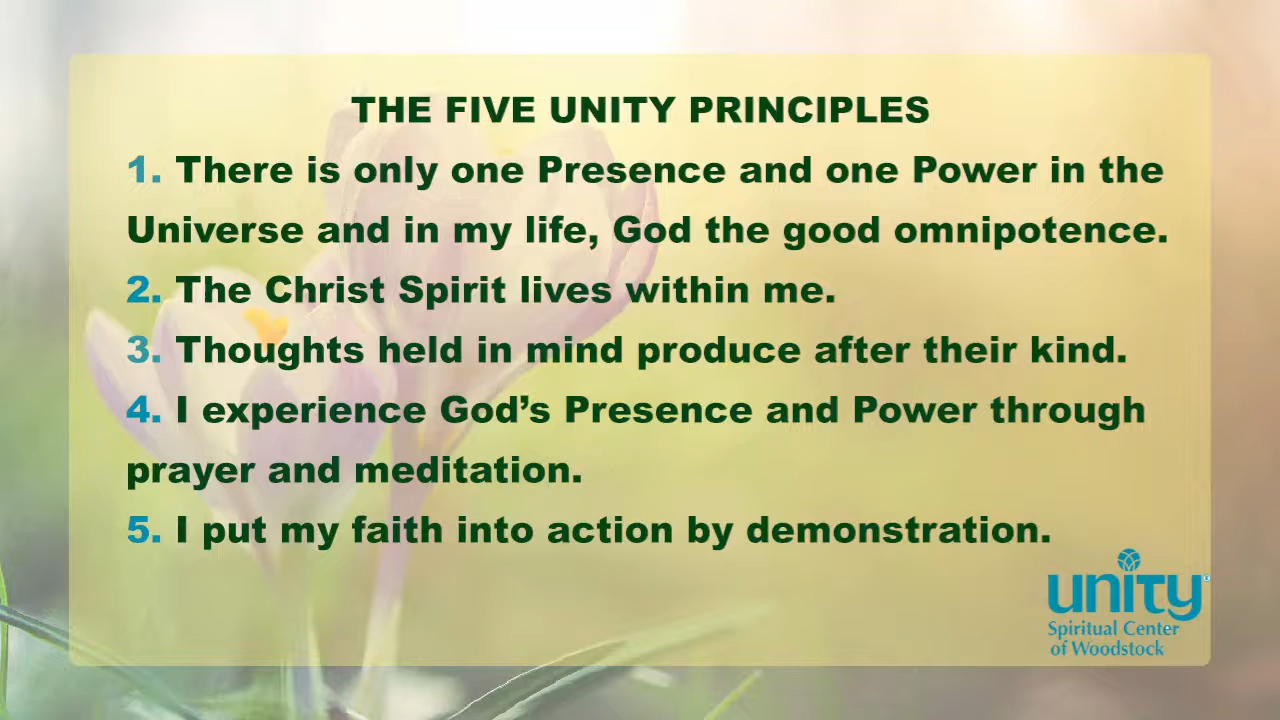 THE FIVE UNITY PRINCIPLES
1. There is only one Presence and one Power in the
Universe and in my life, God the good omnipotence.
2. The Christ Spirit lives within me.
3. Thoughts held in mind produce after their kind.
4. I experience God’s Presence and Power through
prayer and meditation.
5. I put my faith into action by demonstration.
unity®
Spiritual Center
of Woodstock